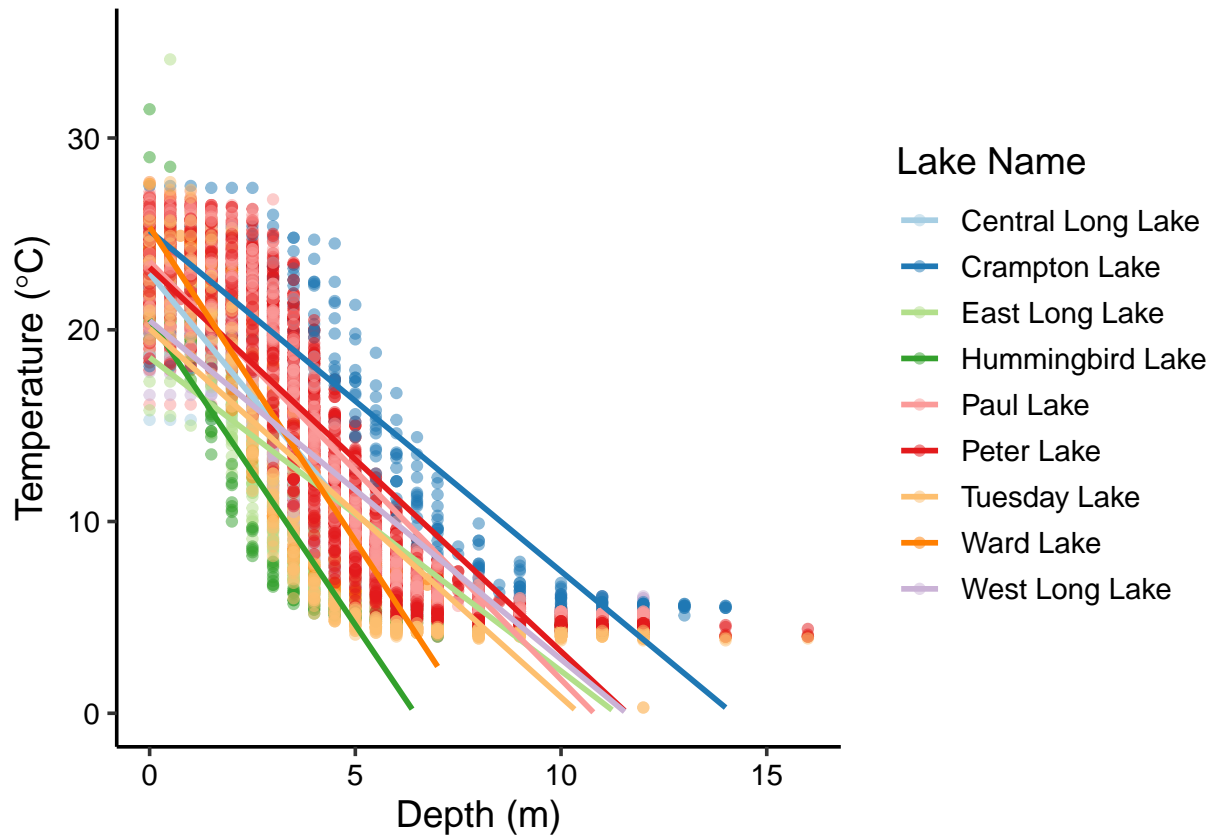 30
20
10
0
0
5
10
15
Temperature (°C)
Depth (m)
Lake Name
Central Long Lake
Crampton Lake
East Long Lake
Hummingbird Lake
Paul Lake
Peter Lake
Tuesday Lake
Ward Lake
West Long Lake